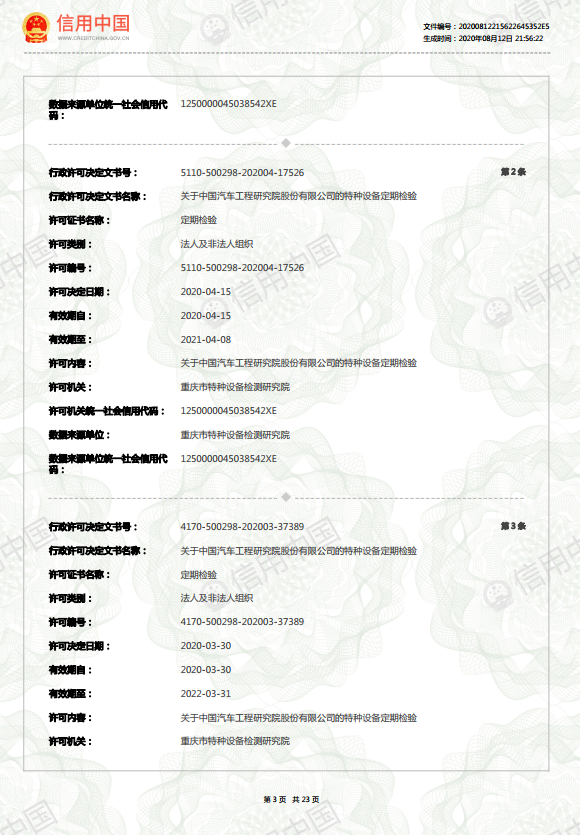 信用中国
WWW.CREDITCHINA.GOV.CN
文件编号：20200812215622645352E5
生成时间：2020年08月12日 21:56:22
数据来源单位统一社会信用代 1250000045038542XE
码：
行政许可决定文书号： 5110-500298-202004-17526 第 2 条
行政许可决定文书名称： 关于中国汽车工程研究院股份有限公司的特种设备定期检验
许可证书名称： 定期检验
许可类别： 法人及非法人组织
许可编号： 5110-500298-202004-17526
许可决定日期： 2020-04-15
有效期自： 2020-04-15
有效期至： 2021-04-08
许可内容： 关于中国汽车工程研究院股份有限公司的特种设备定期检验
许可机关： 重庆市特种设备检测研究院
许可机关统一社会信用代码： 1250000045038542XE
数据来源单位： 重庆市特种设备检测研究院
数据来源单位统一社会信用代 1250000045038542XE
码：
行政许可决定文书号： 4170-500298-202003-37389 第 3 条
行政许可决定文书名称： 关于中国汽车工程研究院股份有限公司的特种设备定期检验
许可证书名称： 定期检验
许可类别： 法人及非法人组织
许可编号： 4170-500298-202003-37389
许可决定日期： 2020-03-30
有效期自： 2020-03-30
有效期至： 2022-03-31
许可内容： 关于中国汽车工程研究院股份有限公司的特种设备定期检验
许可机关： 重庆市特种设备检测研究院
第 3 页 共 23 页